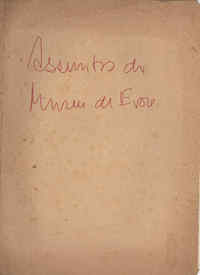 Assuntos do
Museu de Évora